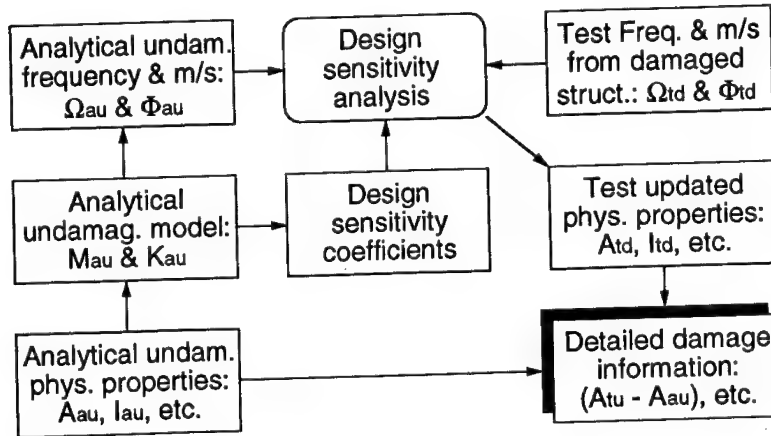 Analytical undam.
frequency & m/s:
Ωau & Φau
Design
sensitivity
analysis
Test Freq. & m/s
from damaged
struct.: Ωtd & Φtd
Analytical
undamag. model:
Mau & Kau
Design
sensitivity
coefficients
Test updated
phys. properties:
Atd, Itd, etc.
Analytical undam.
phys. properties:
Aau, Iau, etc.
Detailed damage
information:
(Atu - Aau), etc.